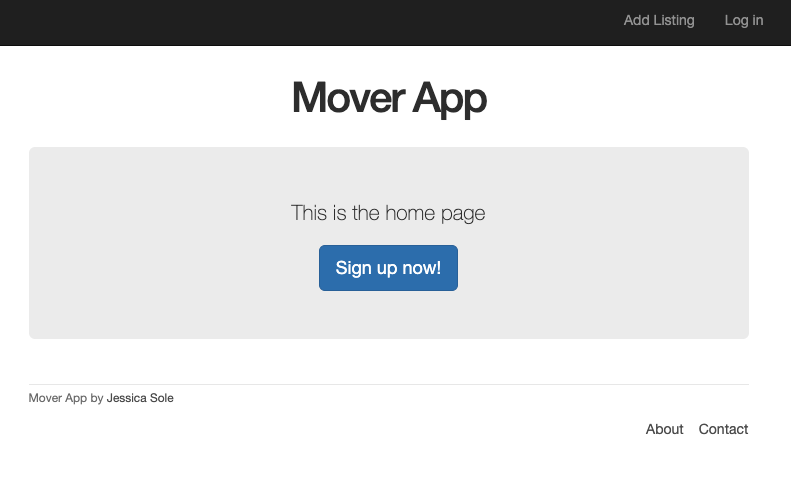 Add Listing Log in
Mover App
This is the home page
Sign up now!
Mover App by Jessica Sole
About Contact